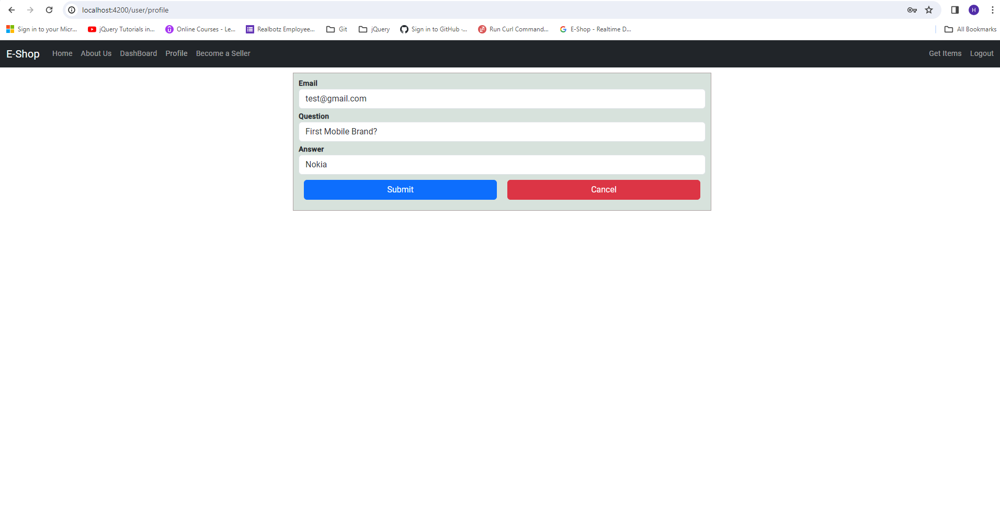 localhost:4200/user/profile
Sign in to your Micr... jQuery Tutorials in... Online Courses - Le... Realbotz Employee... Git jQuery Sign in to GitHub ·... Run Curl Command... E-Shop - Realtime D... All Bookmarks
E-Shop Home About Us DashBoard Profile Become a Seller Get Items Logout
Email
test@gmail.com
Question
First Mobile Brand?
Answer
Nokia
Submit Cancel
H